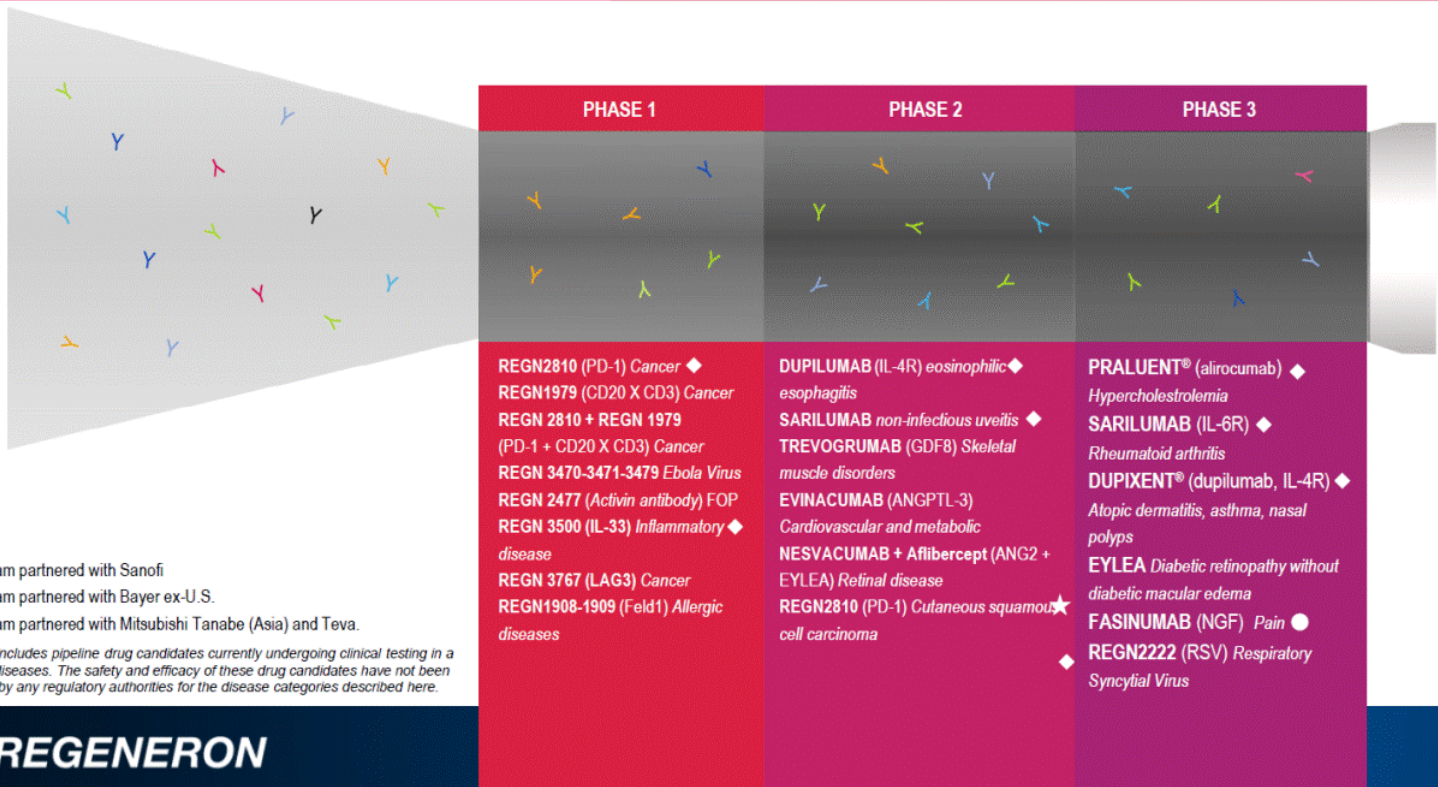 PHASE 1
REGN2810 (PD-1) Cancer ◆
REGN1979 (CD20 X CD3) Cancer
REGN 2810 + REGN 1979
(PD-1 + CD20 X CD3) Cancer
REGN 3470-3471-3479 Ebola Virus
REGN 2477 (Activin antibody) FOP
REGN 3500 (IL-33) Inflammatory ◆
disease
REGN 3767 (LAG3) Cancer
REGN1908-1909 (Feld1) Allergic
diseases
PHASE 2
DUPILUMAB (IL-4R) eosinophilic ◆
esophagitis
SARILUMAB non-infectious uveitis ◆
TREVOGRUMAB (GDF8) Skeletal
muscle disorders
EVINACUMAB (ANGPTL-3)
Cardiovascular and metabolic
NESVACUMAB + Aflibercept (ANG2 +
EYLEA) Retinal disease
REGN2810 (PD-1) Cutaneous squamous ★
cell carcinoma
◆
PHASE 3
PRALUENT® (alirocumab) ◆
Hypercholestrolemia
SARILUMAB (IL-6R) ◆
Rheumatoid arthritis
DUPIXENT® (dupilumab, IL-4R) ◆
Atopic dermatitis, asthma, nasal
polyps
EYLEA Diabetic retinopathy without
diabetic macular edema
FASINUMAB (NGF) Pain ●
REGN2222 (RSV) Respiratory
Syncytial Virus
am partnered with Sanofi
am partnered with Bayer ex-U.S.
am partnered with Mitsubishi Tanabe (Asia) and Teva.
ncludes pipeline drug candidates currently undergoing clinical testing in a
diseases. The safety and efficacy of these drug candidates have not been
by any regulatory authorities for the disease categories described here.
REGENERON